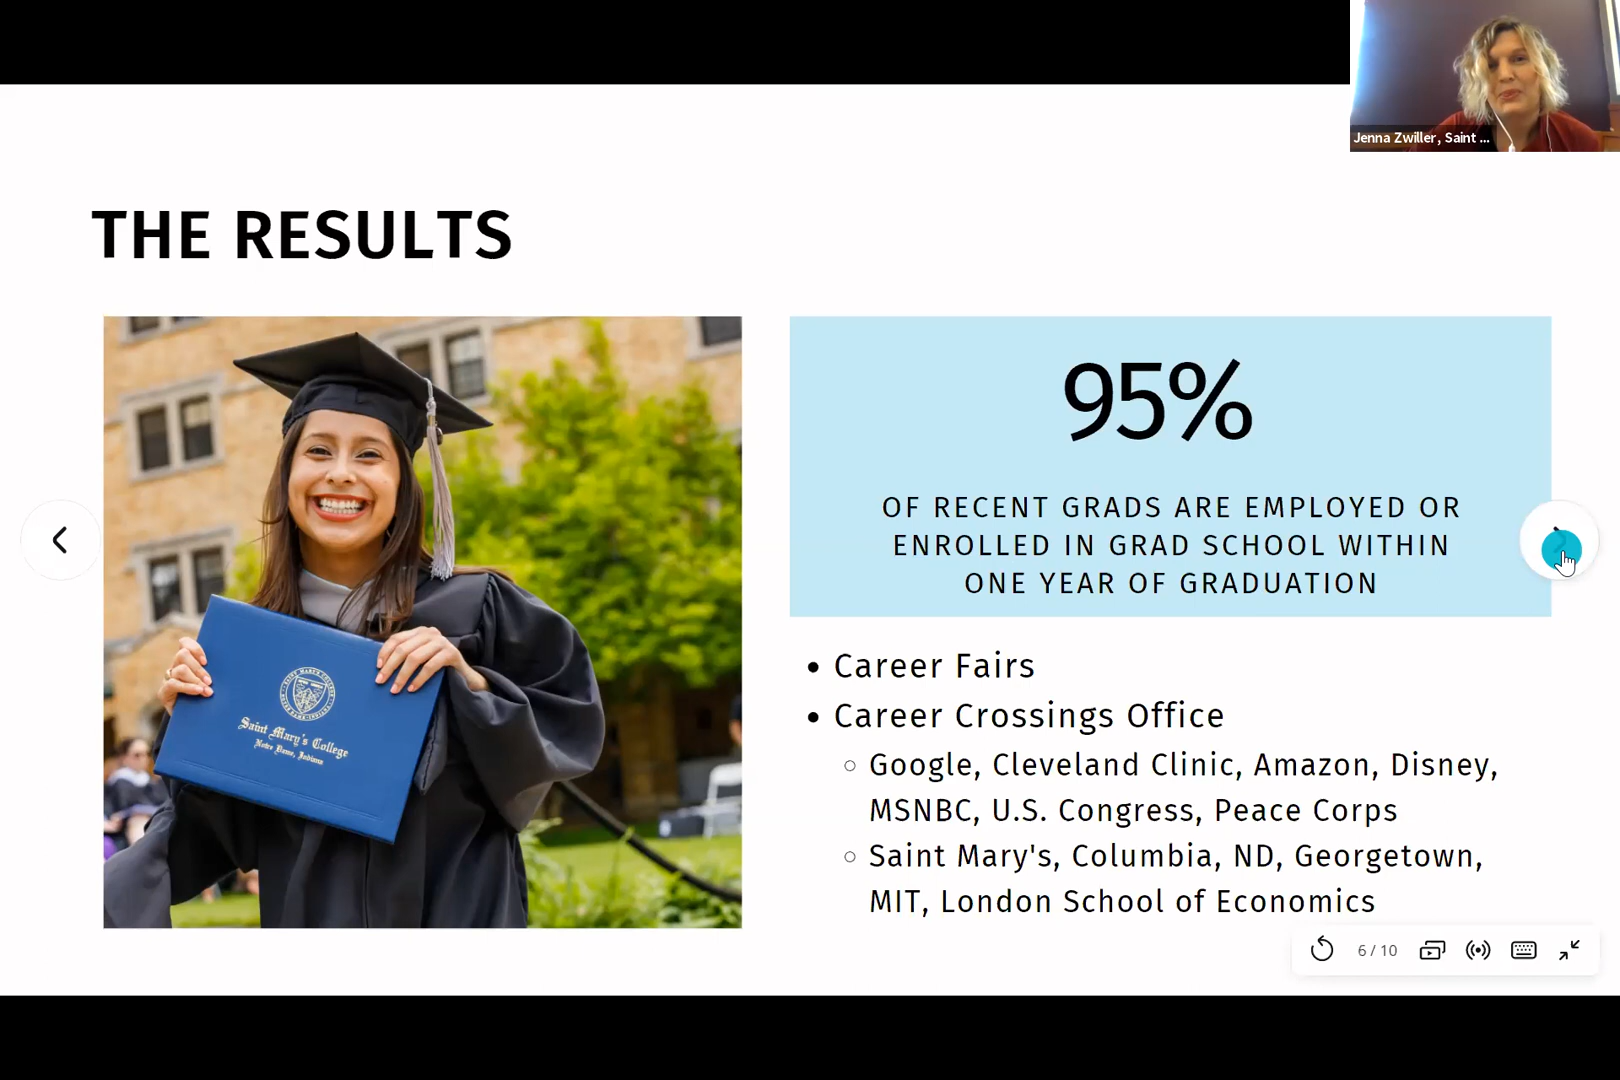 Jenna Zwiller, Saint ...
THE RESULTS
95%
OF RECENT GRADS ARE EMPLOYED OR
ENROLLED IN GRAD SCHOOL WITHIN
ONE YEAR OF GRADUATION
• Career Fairs
• Career Crossings Office
○ Google, Cleveland Clinic, Amazon, Disney,
MSNBC, U.S. Congress, Peace Corps
○ Saint Mary's, Columbia, ND, Georgetown,
MIT, London School of Economics
Saint Mary's College
Notre Dame, Indiana
6 / 10